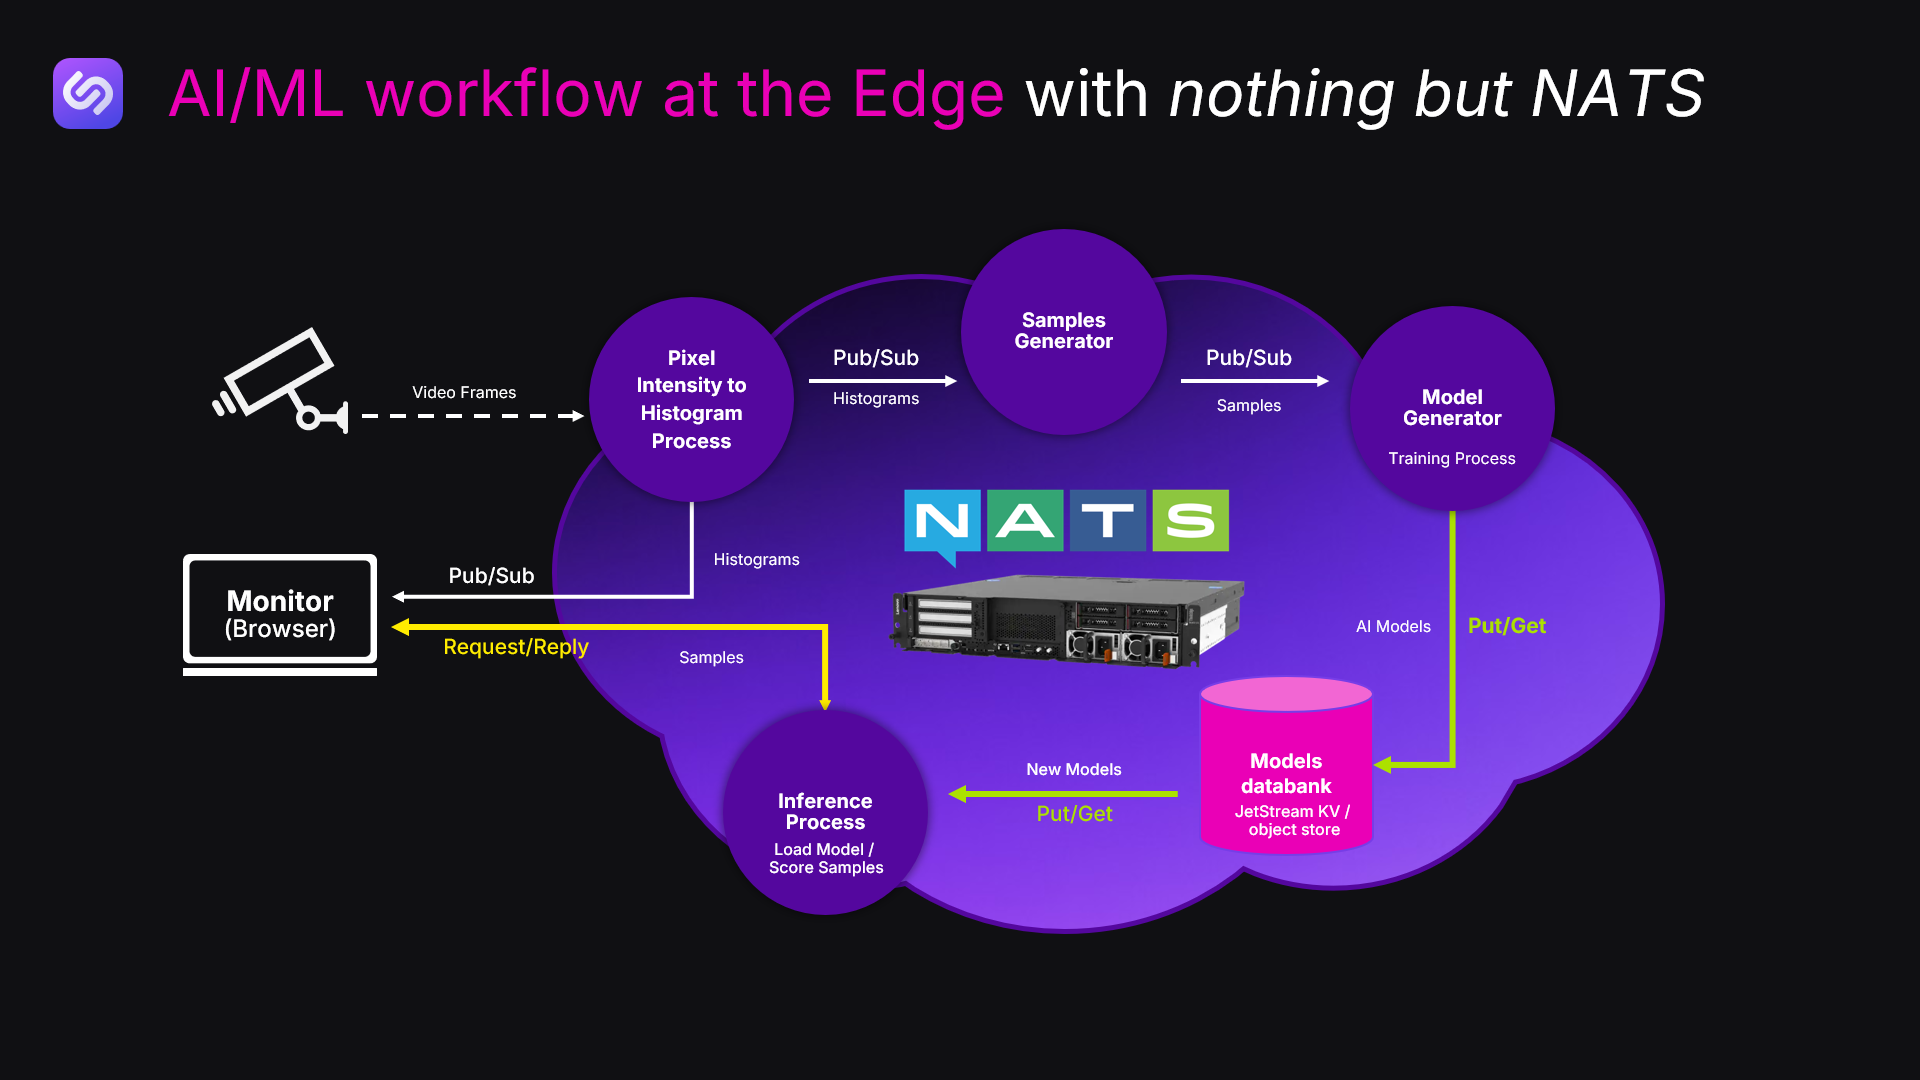 AI/ML workflow at the Edge with nothing but NATS
Video Frames
Pixel
Intensity to
Histogram
Process
Pub/Sub
Histograms
Samples
Generator
Pub/Sub
Samples
Model
Generator
Training Process
NATS
Histograms
Pub/Sub
Monitor
(Browser)
Request/Reply
Samples
AI Models
Put/Get
Models
databank
JetStream KV /
object store
New Models
Put/Get
Inference
Process
Load Model /
Score Samples